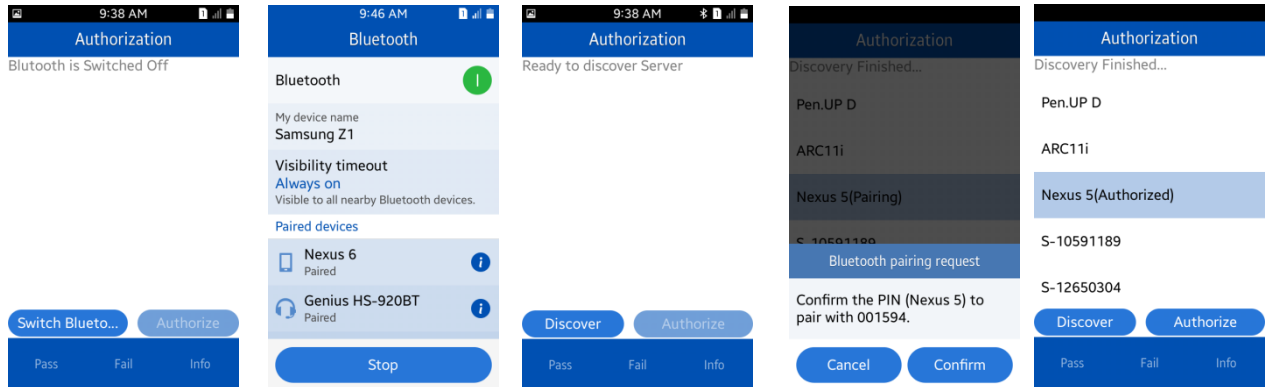 9:38 AM
1
Authorization
Blutooth is Switched Off
Switch Blueto...
Authorize
Pass
Fail
Info
9:46 AM
1
Bluetooth
Bluetooth
My device name
Samsung Z1
Visibility timeout
Always on
Visible to all nearby Bluetooth devices.
Paired devices
Nexus 6
Paired
Genius HS-920BT
Paired
Stop
9:38 AM
1
Authorization
Ready to discover Server
Discover
Authorize
Pass
Fail
Info
Authorization
Discovery Finished...
Pen.UP D
ARC11i
Nexus 5(Pairing)
S-10591189
Bluetooth pairing request
Confirm the PIN (Nexus 5) to
pair with 001594.
Cancel
Confirm
Authorization
Discovery Finished...
Pen.UP D
ARC11i
Nexus 5(Authorized)
S-10591189
S-12650304
Discover
Authorize
Pass
Fail
Info